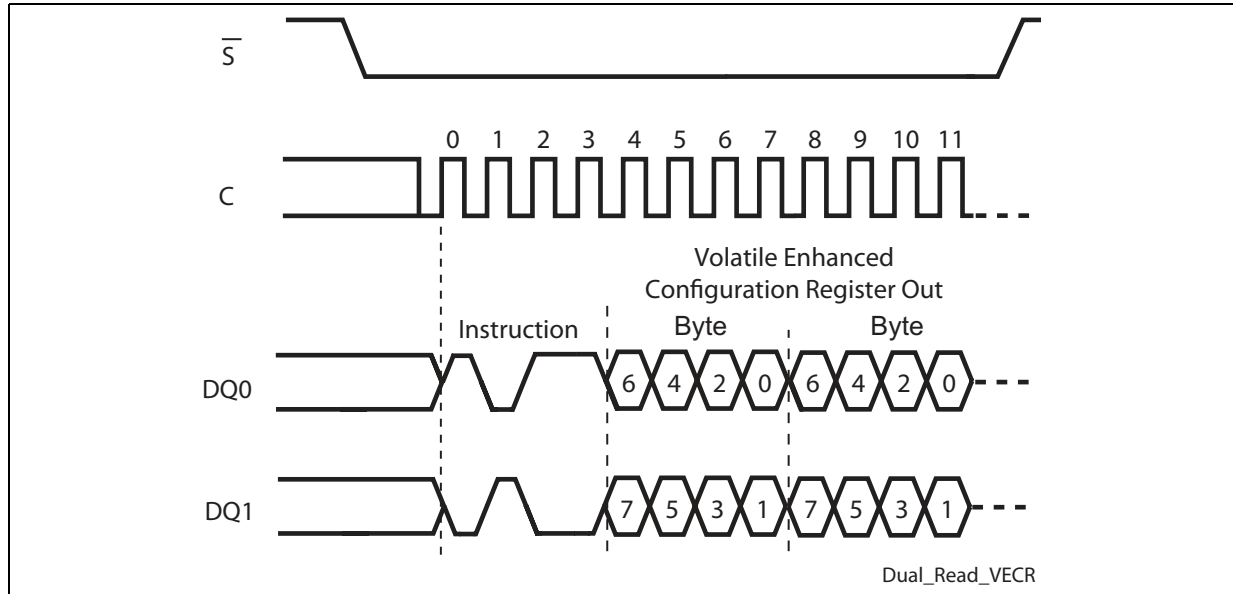 S
0 1 2 3 4 5 6 7 8 9 10 11
C
Volatile Enhanced
Configuration Register Out
Instruction Byte Byte
DQ0 6 4 2 0 6 4 2 0
DQ1 7 5 3 1 7 5 3 1
Dual_Read_VECR